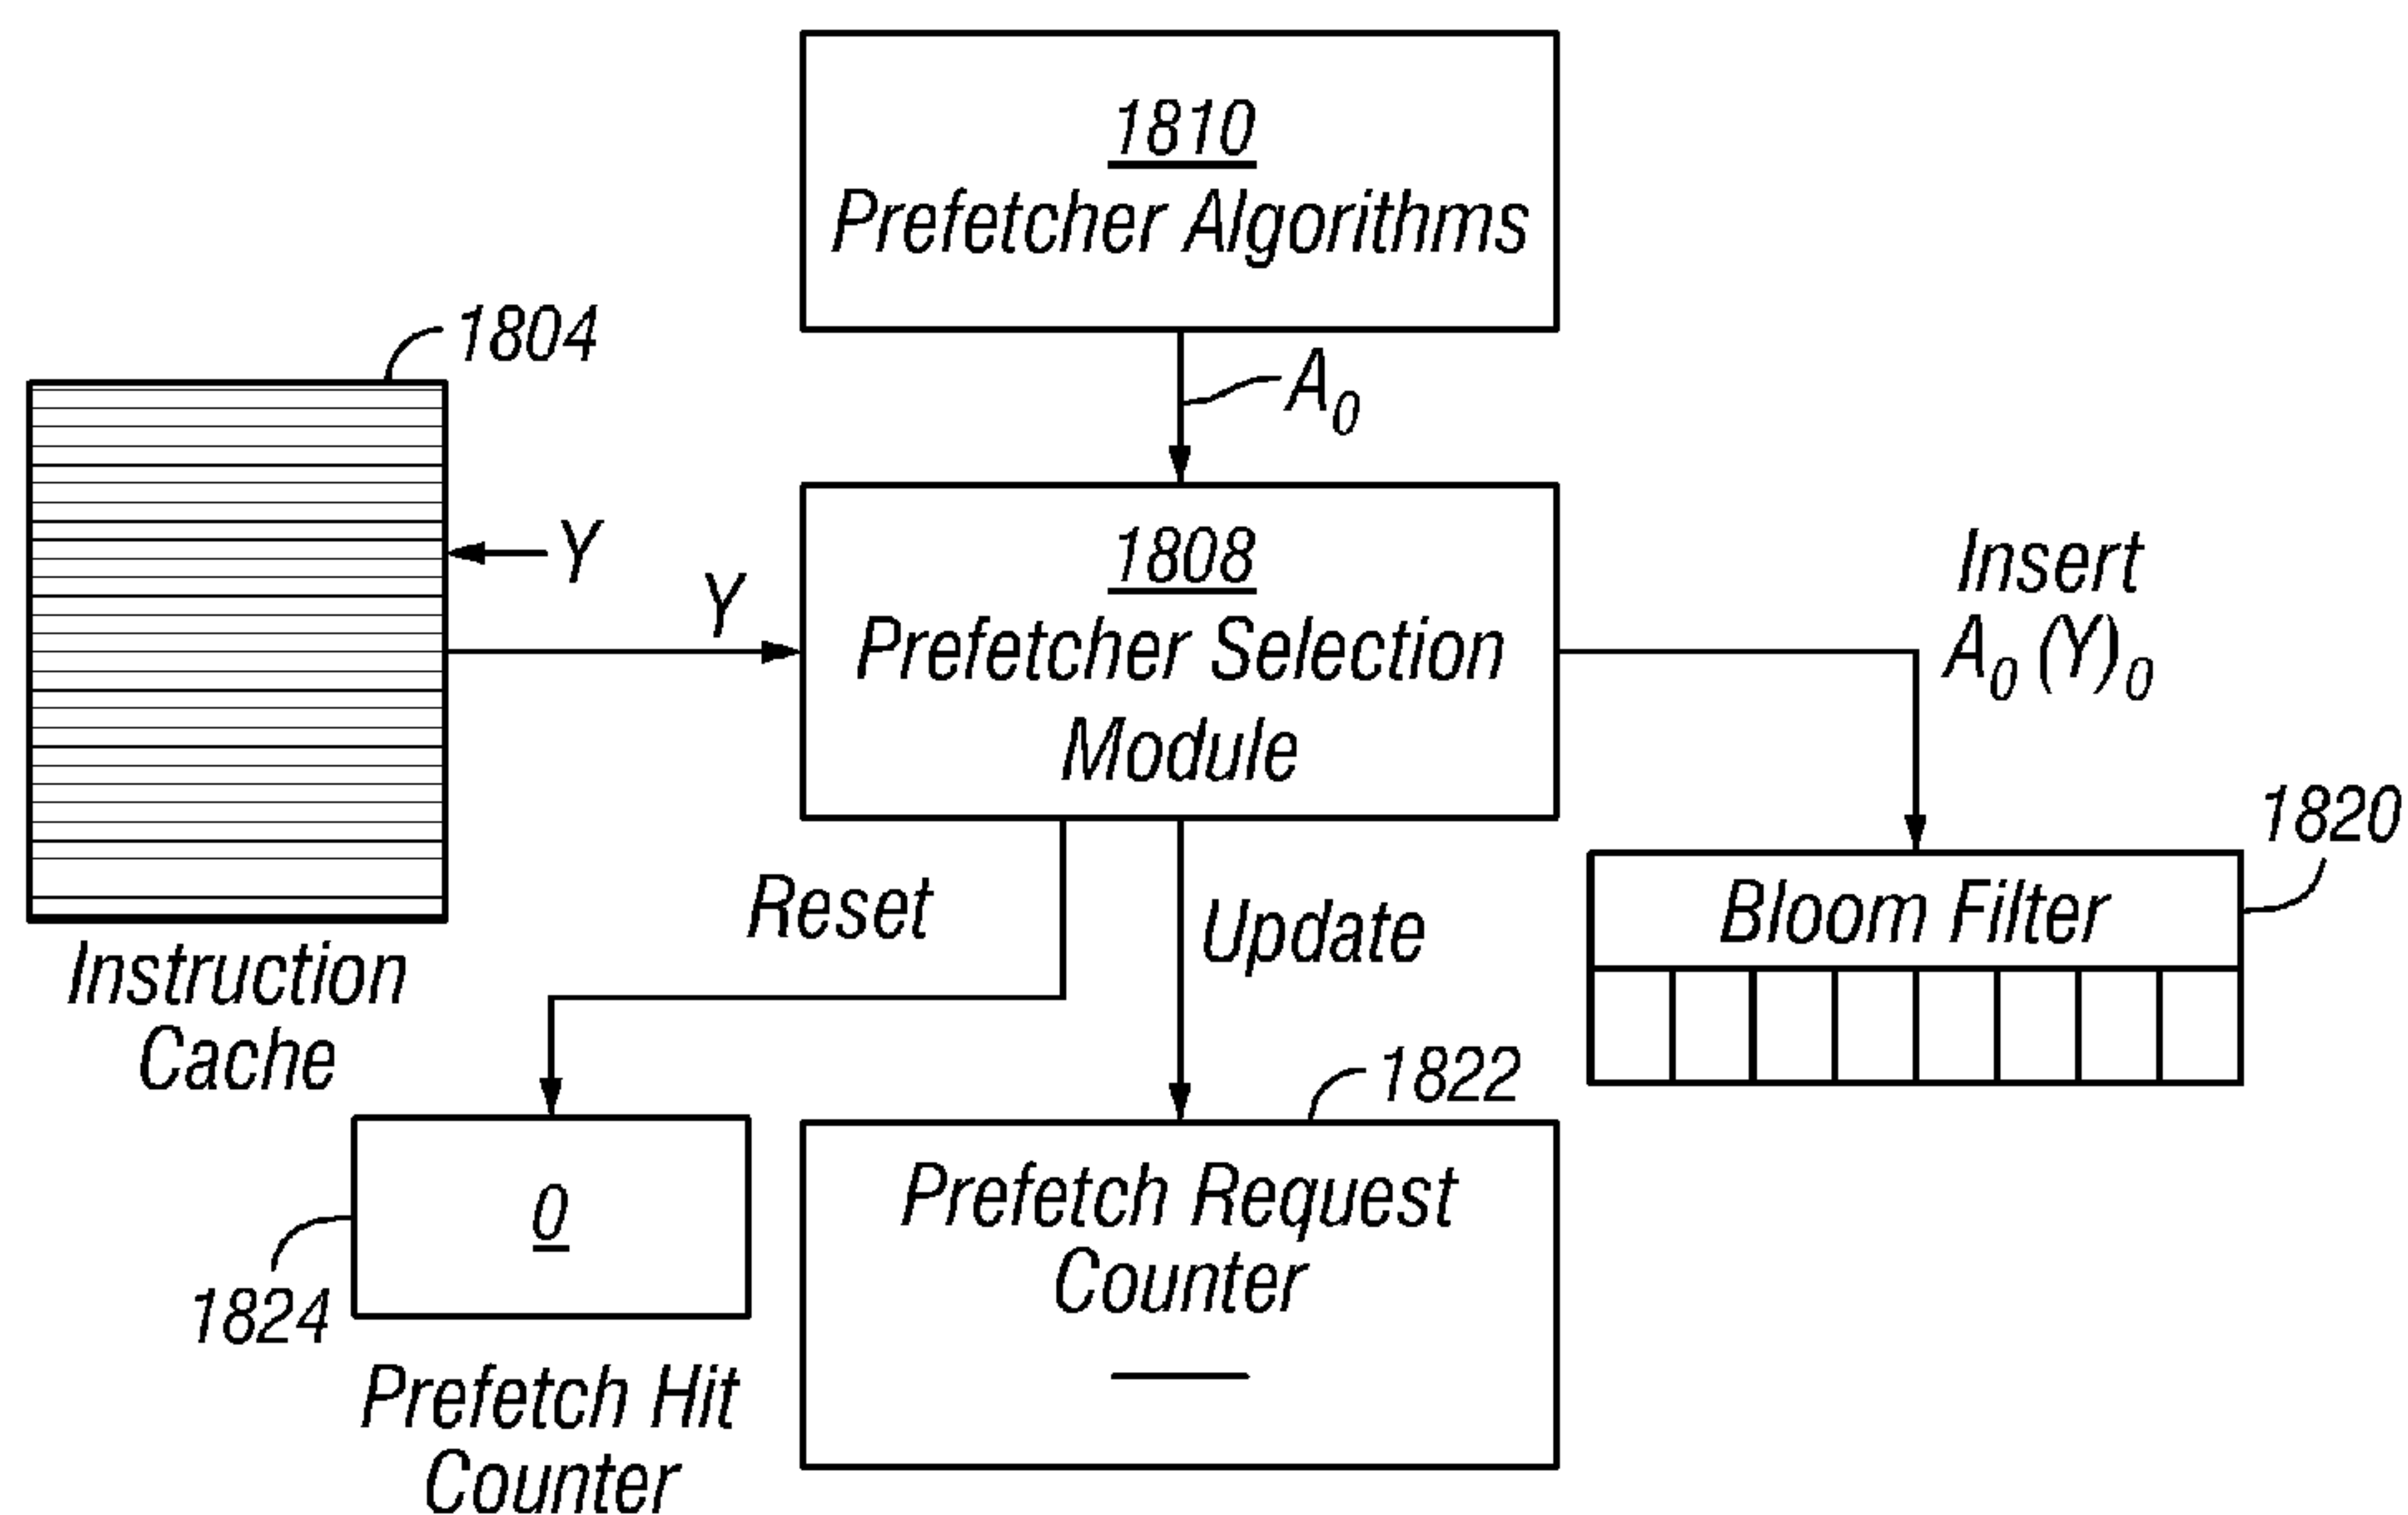 1810
Prefetcher Algorithms
1804
A0
Y
Y
1808
Prefetcher Selection
Module
Insert
A0 (Y)0
1820
Bloom Filter
Reset
Update
Instruction
Cache
1822
Prefetch Request
Counter
0
1824
Prefetch Hit
Counter